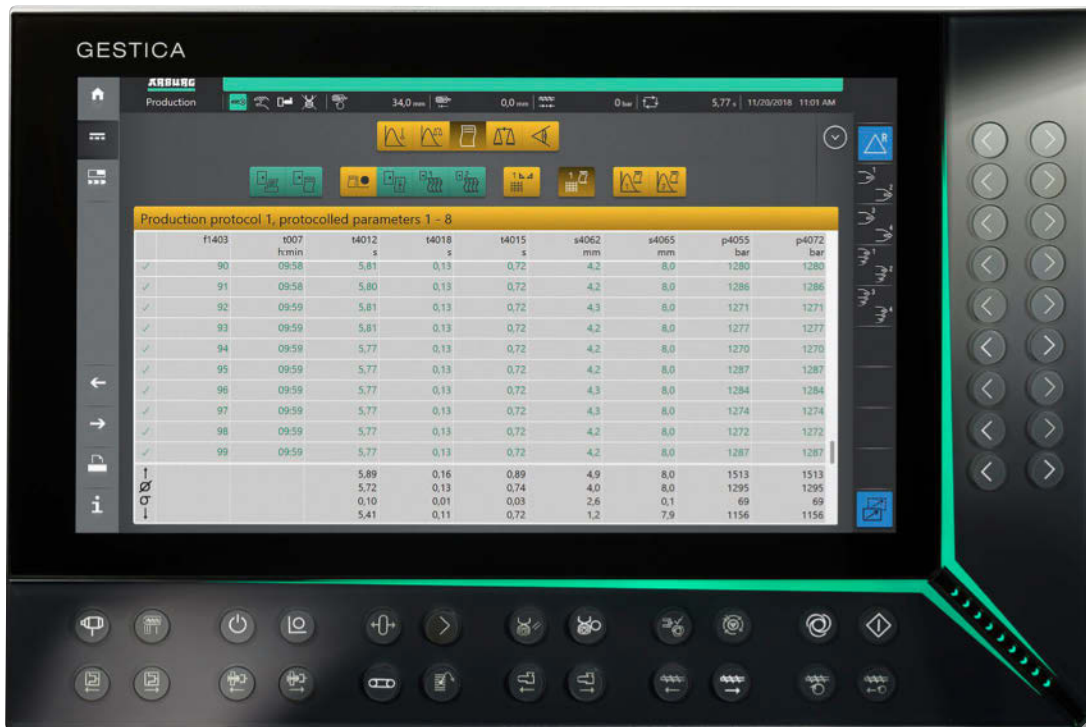 GESTICA
ARBURG
Production 34,0 mm 0,0 mm 0 bar 5,77 s 11/20/2018 11:01 AM
Production protocol 1, protocolled parameters 1 - 8
f1403 t007 t4012 t4018 t4015 s4062 s4065 p4055 p4072
h:min s s s mm mm bar bar
90 09:58 5,81 0,13 0,72 4,2 8,0 1280 1280
91 09:58 5,80 0,13 0,72 4,2 8,0 1286 1286
92 09:59 5,81 0,13 0,72 4,3 8,0 1271 1271
93 09:59 5,81 0,13 0,72 4,2 8,0 1277 1277
94 09:59 5,77 0,13 0,72 4,2 8,0 1270 1270
95 09:59 5,77 0,13 0,72 4,2 8,0 1287 1287
96 09:59 5,77 0,13 0,72 4,3 8,0 1284 1284
97 09:59 5,77 0,13 0,72 4,3 8,0 1274 1274
98 09:59 5,77 0,13 0,72 4,2 8,0 1272 1272
99 09:59 5,77 0,13 0,72 4,2 8,0 1287 1287
↑ 5,89 0,16 0,89 4,9 8,0 1513 1513
Ø 5,72 0,13 0,74 4,0 8,0 1295 1295
σ 0,10 0,01 0,03 2,6 0,1 69 69
↓ 5,41 0,11 0,72 1,2 7,9 1156 1156